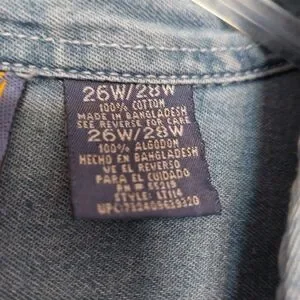 26W/28W
100% COTTON
MADE IN BANGLADESH
SEE REVERSE FOR CARE
26W/28W
100% ALGODON
HECHO EN BANGLADESH
VE EL REVERSO
PARA EL CUIDADO
RN # 55219
STYLE:
UPC: